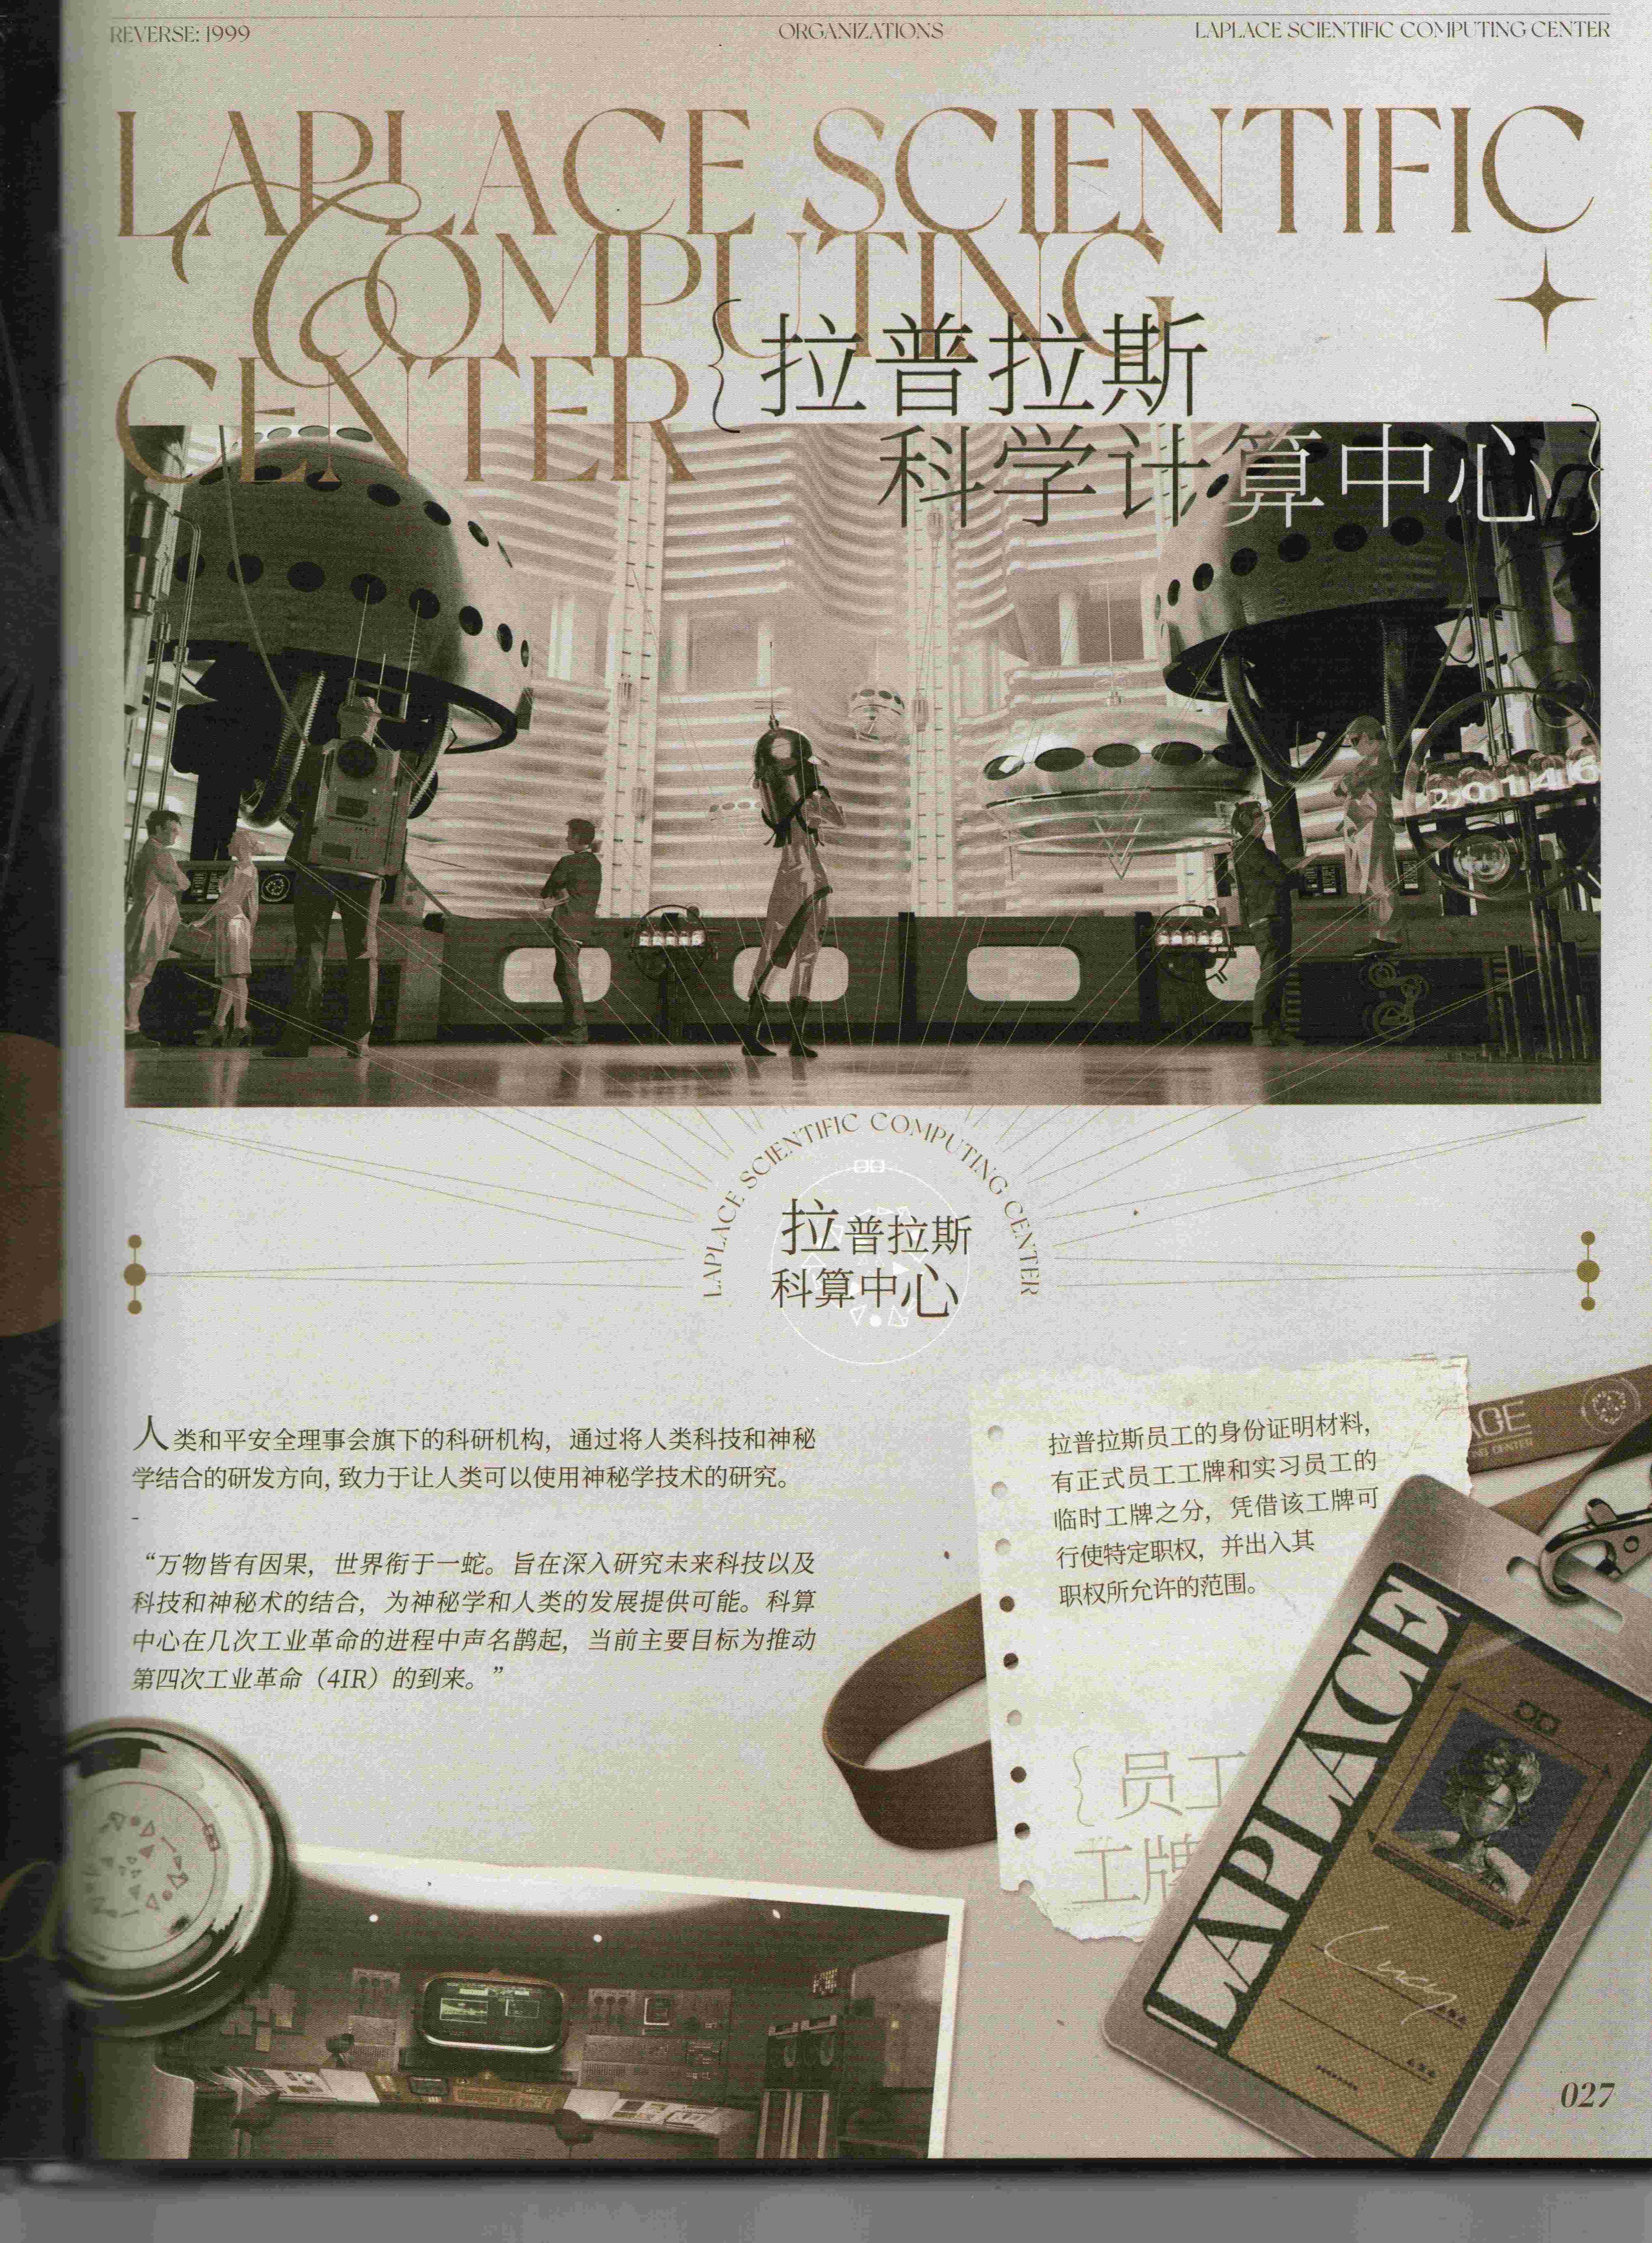 REVERSE: 1999
ORGANIZATIONS
LAPLACE SCIENTIFIC COMPUTING CENTER
LAPLACE SCIENTIFIC
COMPUTING
CENTER
拉普拉斯
科学计算中心
LAPLACE SCIENTIFIC COMPUTING CENTER
拉普拉斯
科算中心
人类和平安全理事会旗下的科研机构，通过将人类科技和神秘
学结合的研发方向，致力于让人类可以使用神秘学技术的研究。
-
“万物皆有因果，世界衔于一蛇。旨在深入研究未来科技以及
科技和神秘术的结合，为神秘学和人类的发展提供可能。科算
中心在几次工业革命的进程中声名鹊起，当前主要目标为推动
第四次工业革命（4IR）的到来。”
拉普拉斯员工的身份证明材料，
有正式员工工牌和实习员工的
临时工牌之分，凭借该工牌可
行使特定职权，并出入其
职权所允许的范围。
员工
工牌
LAPLACE
Lucy
027